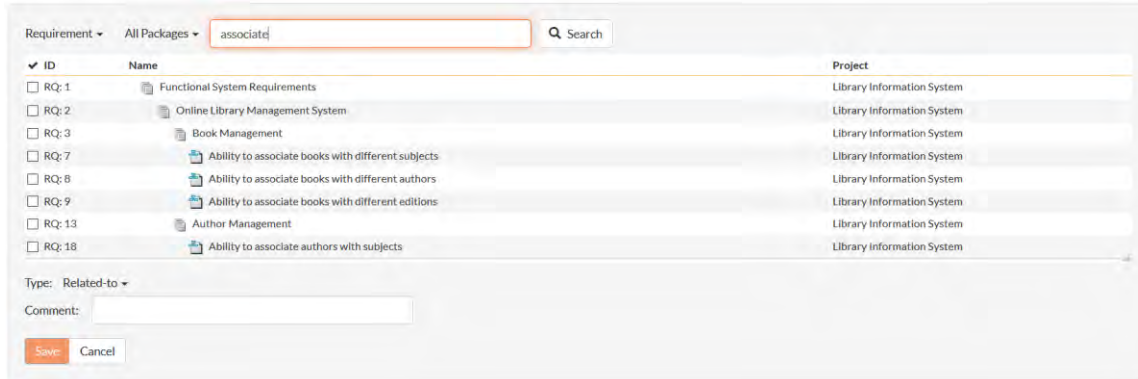 Requirement All Packages associate Search
ID Name Project
RQ: 1 Functional System Requirements Library Information System
RQ: 2 Online Library Management System Library Information System
RQ: 3 Book Management Library Information System
RQ: 7 Ability to associate books with different subjects Library Information System
RQ: 8 Ability to associate books with different authors Library Information System
RQ: 9 Ability to associate books with different editions Library Information System
RQ: 13 Author Management Library Information System
RQ: 18 Ability to associate authors with subjects Library Information System
Type: Related-to
Comment:
Save Cancel